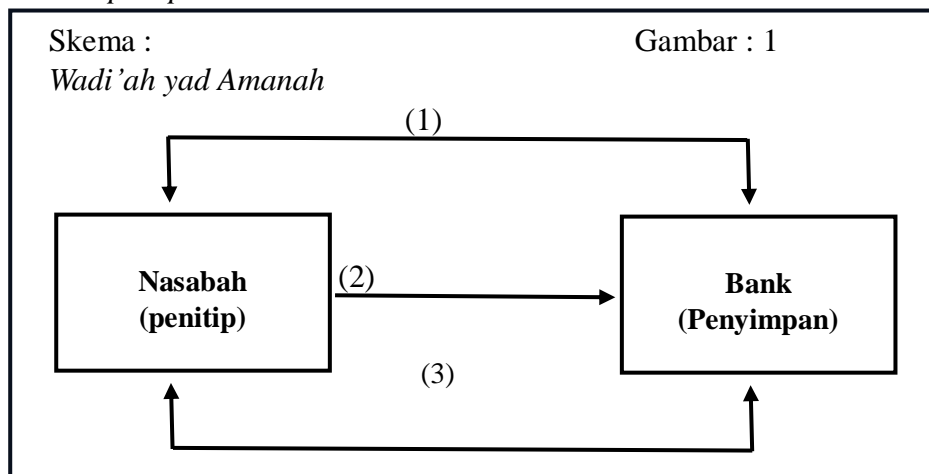 Skema :
Gambar : 1
Wadi’ah yad Amanah
(1)
Nasabah
(penitip)
(2)
Bank
(Penyimpan)
(3)